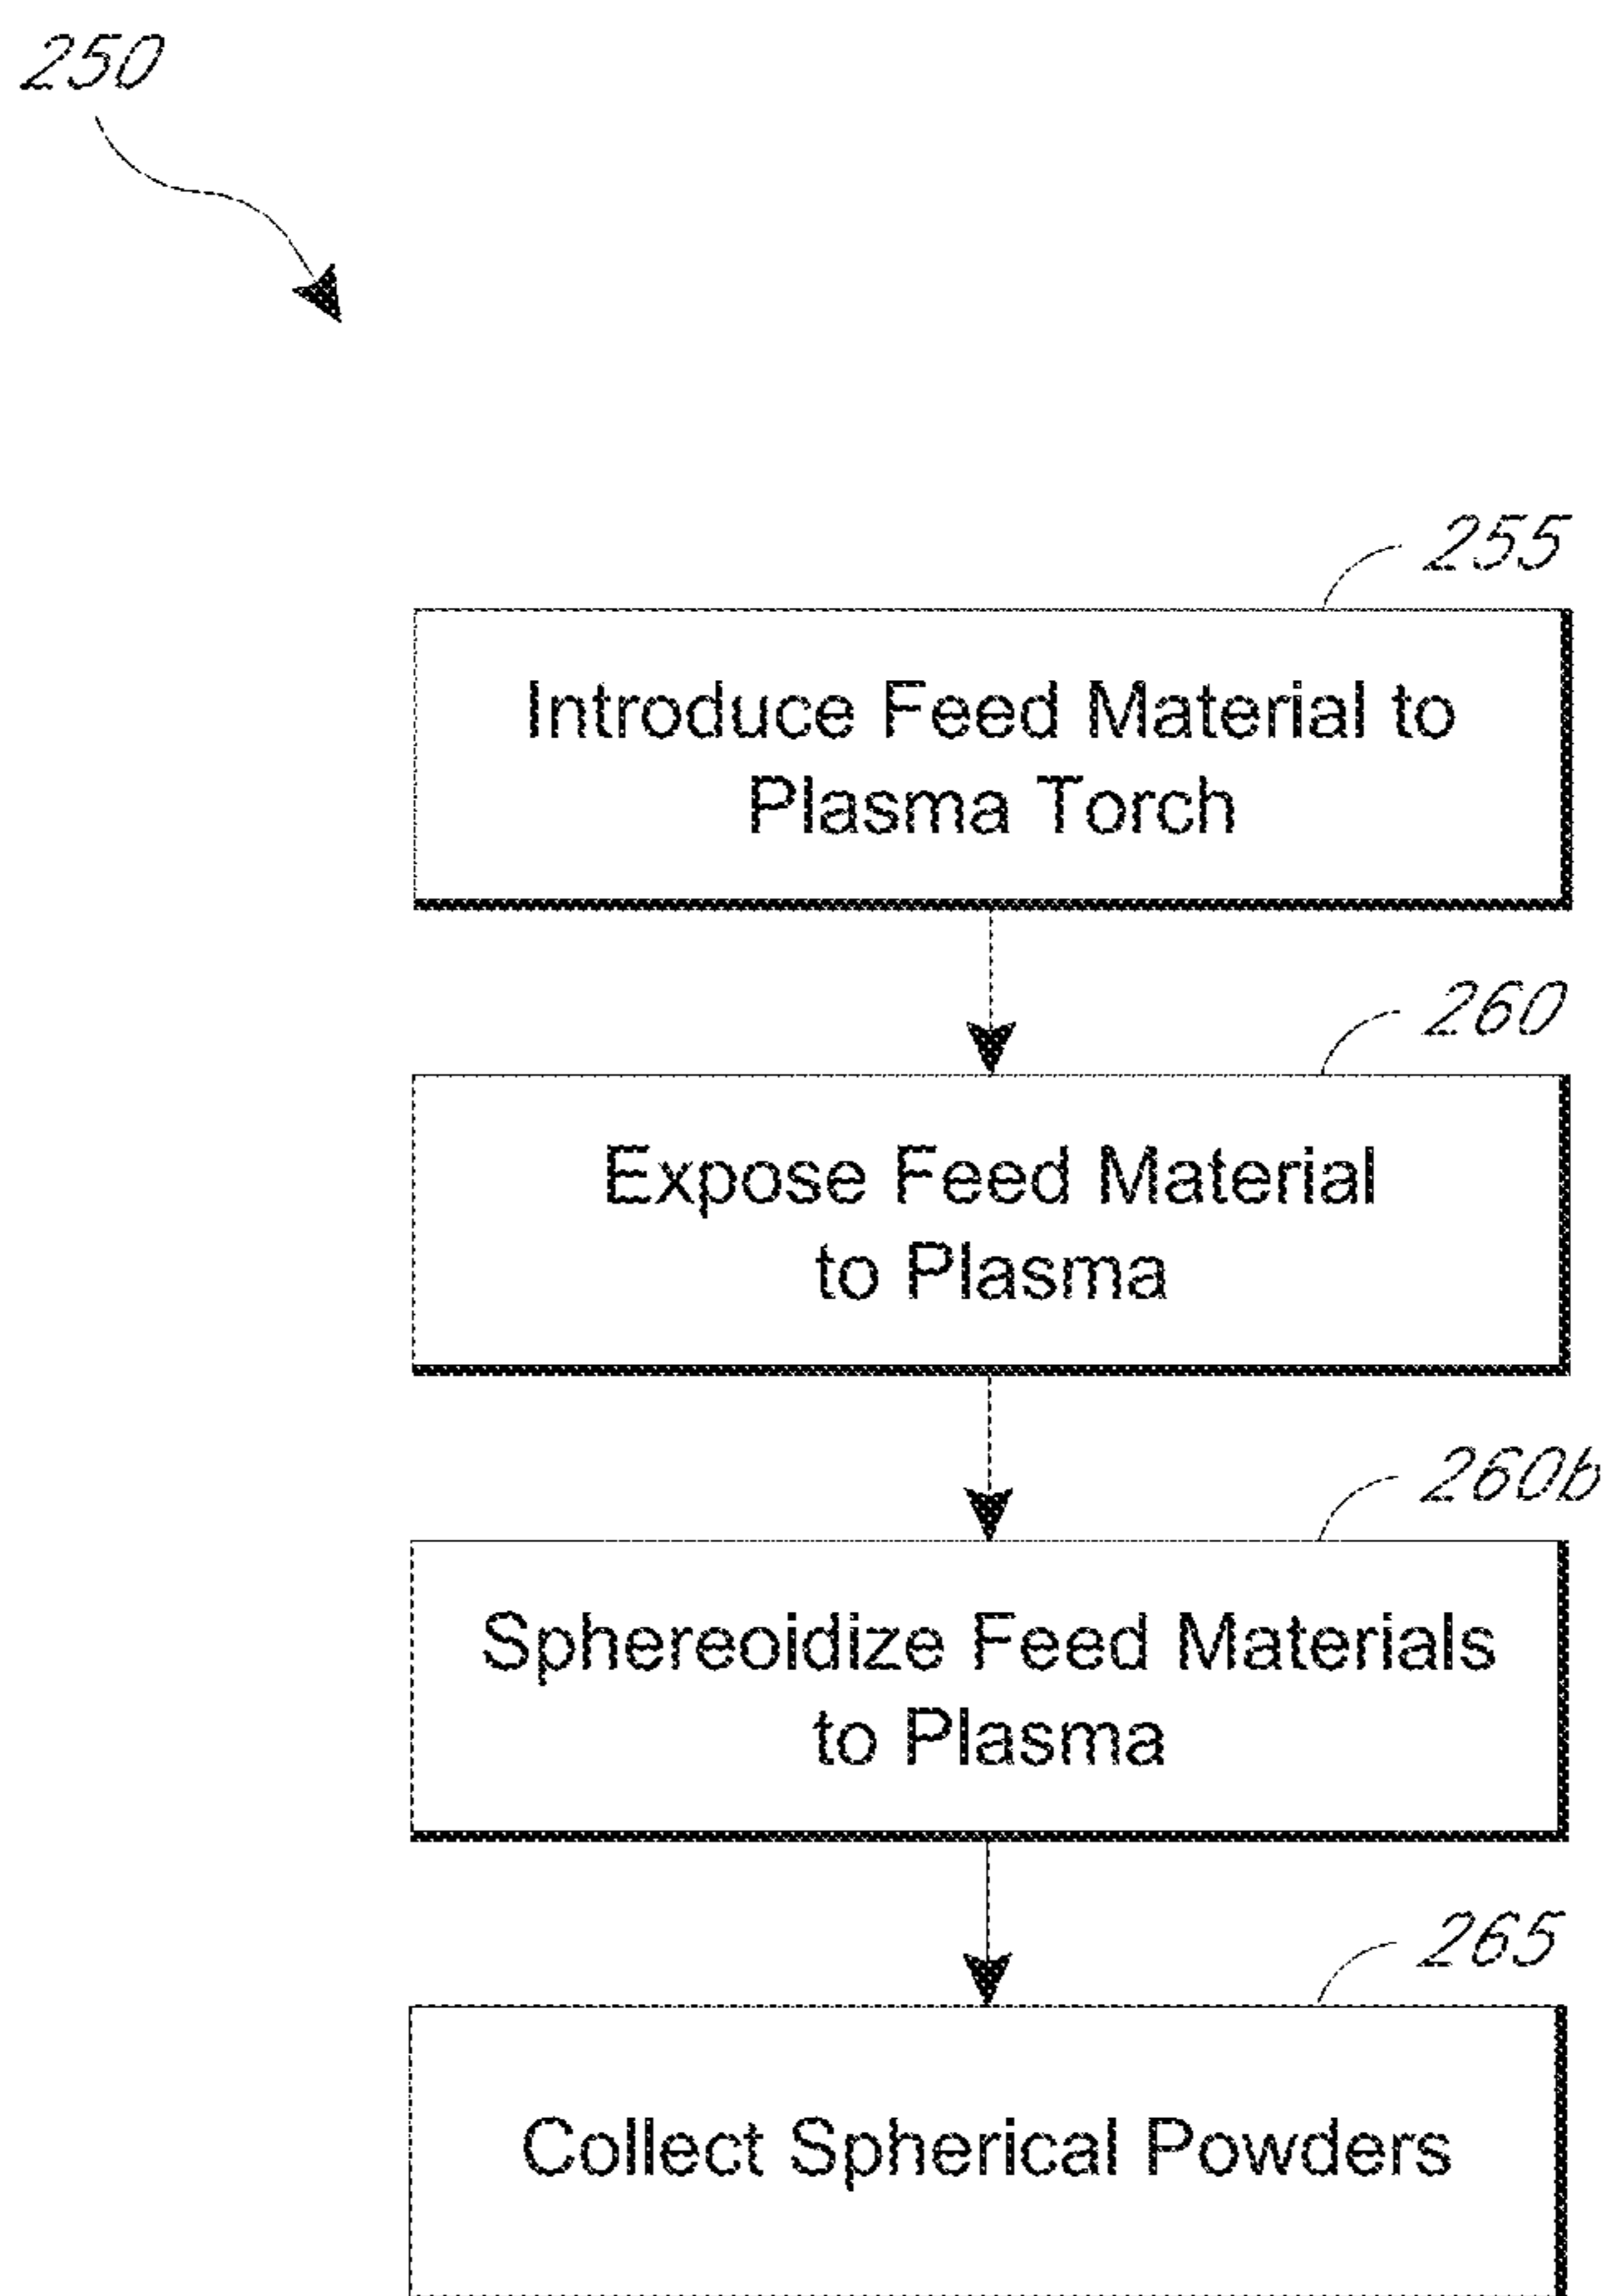 250
255
Introduce Feed Material to
Plasma Torch
260
Expose Feed Material
to Plasma
260b
Sphereoidize Feed Materials
to Plasma
265
Collect Spherical Powders